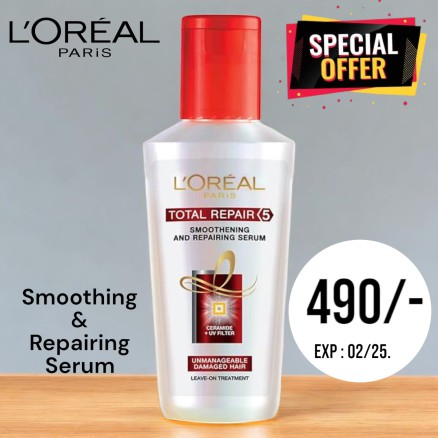 L'ORÉAL
PARIS
SPECIAL
OFFER
L'ORÉAL
PARIS
TOTAL REPAIR 5
SMOOTHENING
AND REPAIRING SERUM
CERAMIDE
+ UV FILTER
UNMANAGEABLE
DAMAGED HAIR
LEAVE-ON TREATMENT
Smoothing
&
Repairing
Serum
490/-
EXP : 02/25.